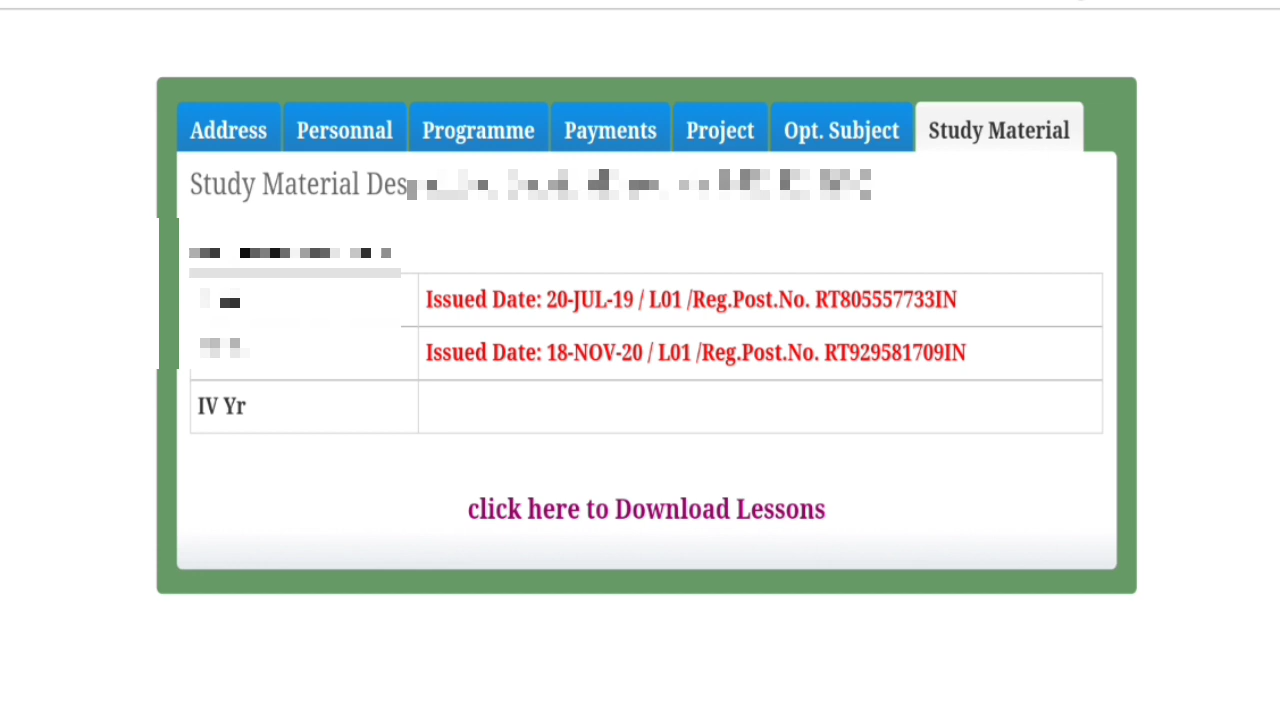 Address Personnal Programme Payments Project Opt. Subject Study Material
Study Material Des
Issued Date: 20-JUL-19 / L01 /Reg.Post.No. RT805557733IN
Issued Date: 18-NOV-20 / L01 /Reg.Post.No. RT929581709IN
IV Yr
click here to Download Lessons